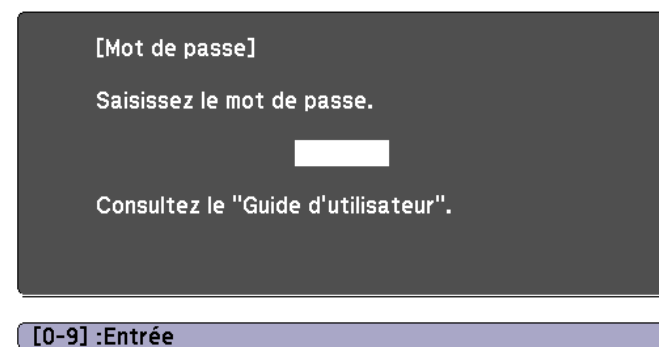 [Mot de passe]
Saisissez le mot de passe.
Consultez le "Guide d'utilisateur".
[0-9] :Entrée